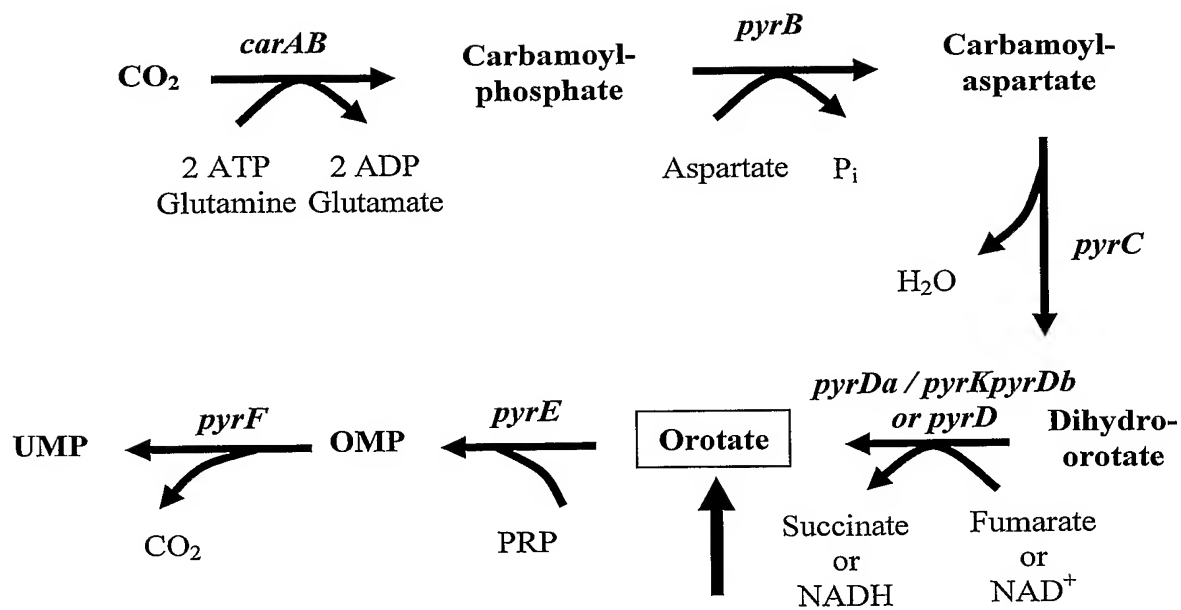 carAB
CO₂
Carbamoyl-
phosphate
pyrB
Carbamoyl-
aspartate
2 ATP
Glutamine
2 ADP
Glutamate
Aspartate
Pᵢ
H₂O
pyrC
pyrDa / pyrKpyrDb
or pyrD
Dihydro-
orotate
Orotate
pyrE
OMP
pyrF
UMP
CO₂
PRP
Succinate
or
NADH
Fumarate
or
NAD⁺